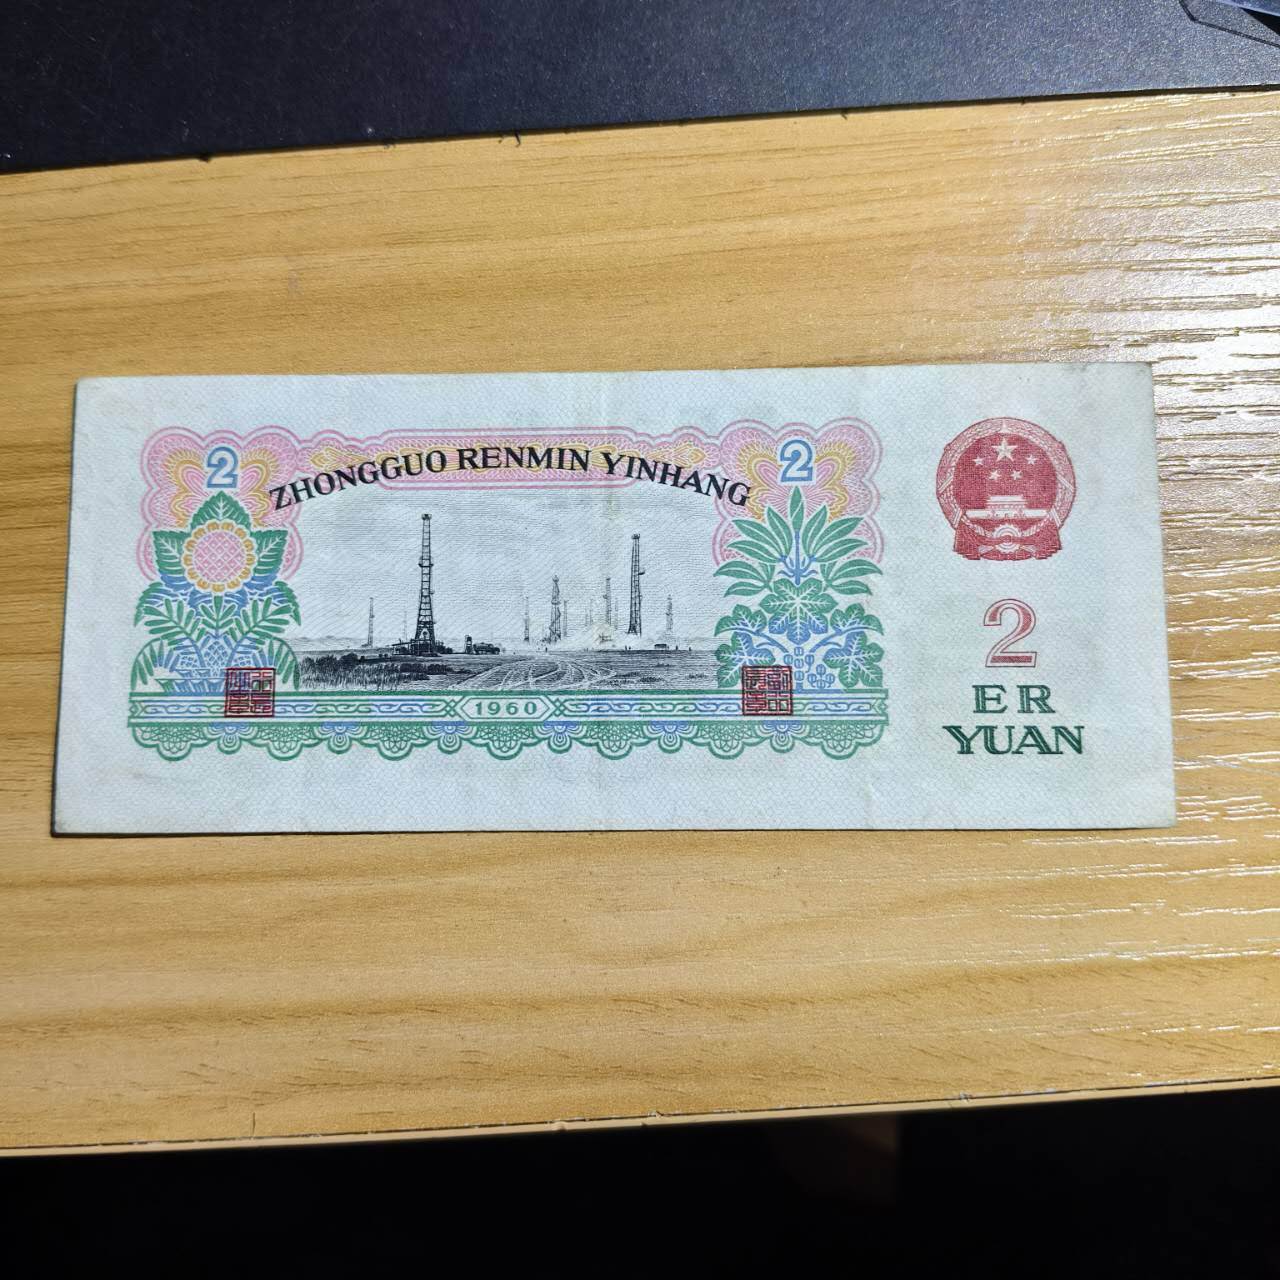 2
ZHONGGUO RENMIN YINHANG
2
1960
2
ER
YUAN